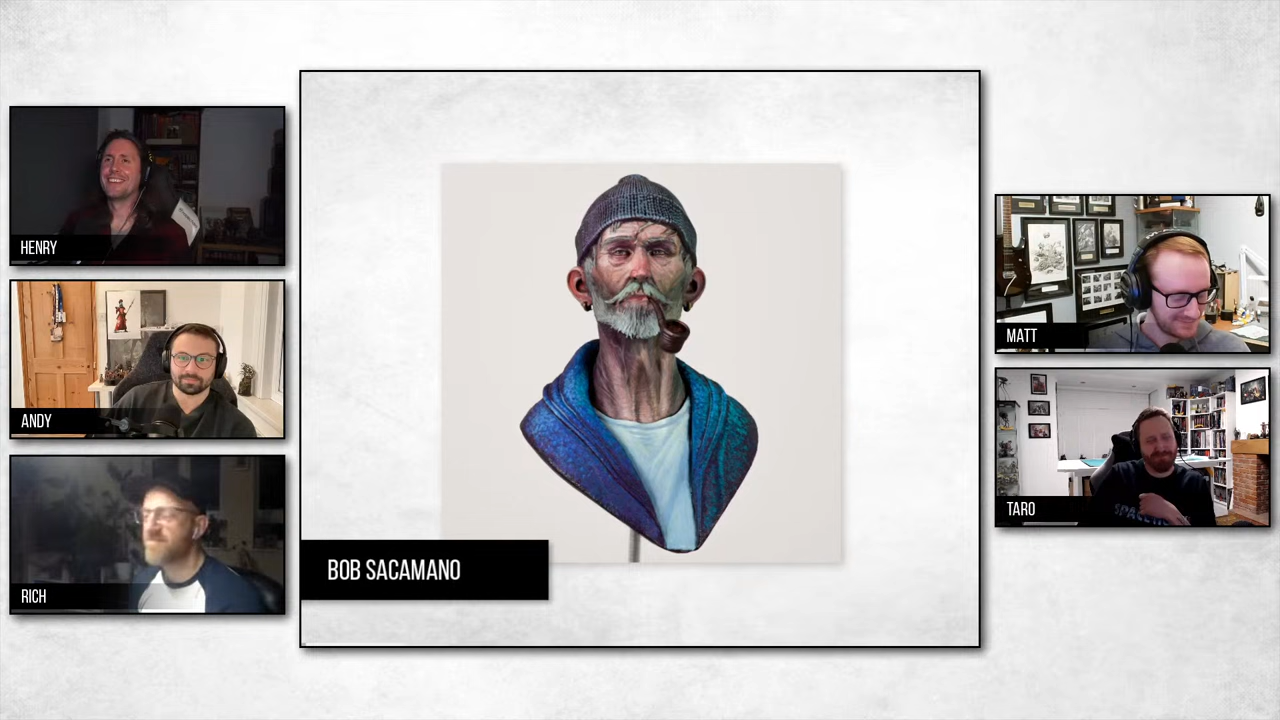 HENRY
ANDY
RICH
BOB SACAMANO
MATT
TARO